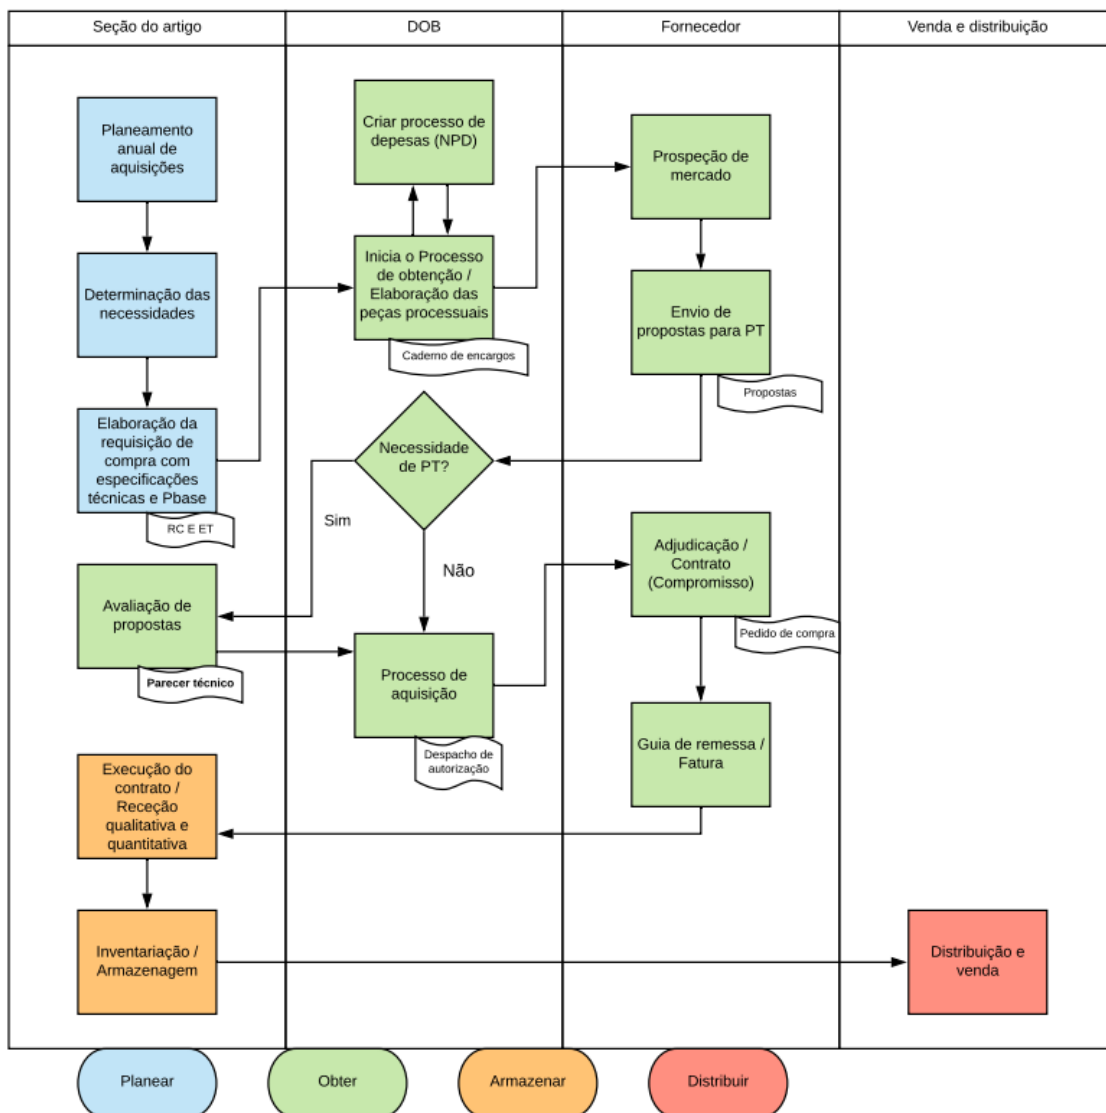 Seção do artigo
DOB
Fornecedor
Venda e distribuição
Planeamento
anual de
aquisições
Criar processo de
depesas (NPD)
Prospeção de
mercado
Determinação das
necessidades
Inicia o Processo
de obtenção /
Elaboração das
peças processuais
Caderno de encargos
Envio de
propostas para PT
Propostas
Elaboração da
requisição de
compra com
especificações
técnicas e Pbase
RC E ET
Necessidade
de PT?
Sim
Não
Avaliação de
propostas
Parecer técnico
Processo de
aquisição
Despacho de
autorização
Adjudicação /
Contrato
(Compromisso)
Pedido de compra
Guia de remessa /
Fatura
Execução do
contrato /
Receção
qualitativa e
quantitativa
Inventariação /
Armazenagem
Distribuição e
venda
Planear
Obter
Armazenar
Distribuir